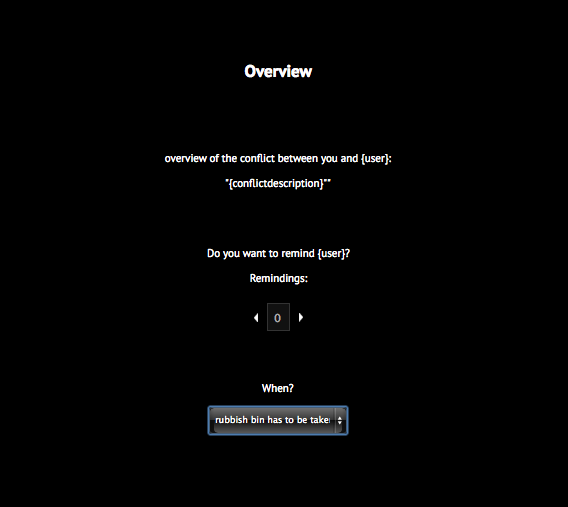 Overview
overview of the conflict between you and {user}:
"{conflictdescription}""
Do you want to remind {user}?
Remindings:
0
When?
rubbish bin has to be taken